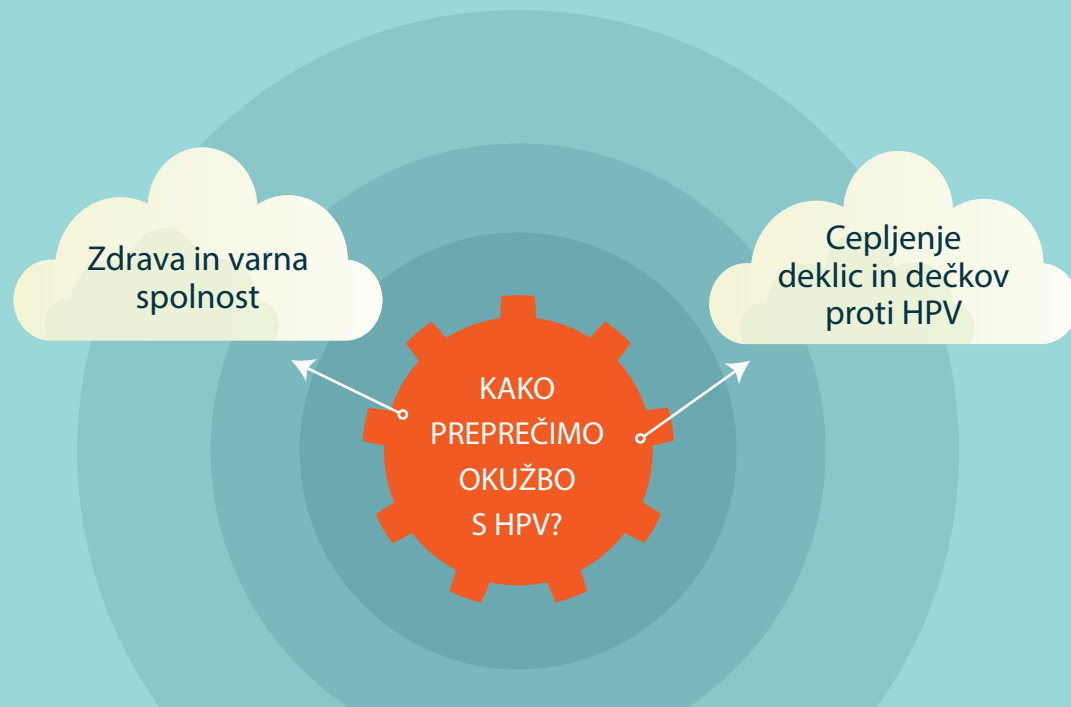 Zdrava in varna
spolnost
Cepljenje
deklic in dečkov
proti HPV
KAKO
PREPREČIMO
OKUŽBO
S HPV?